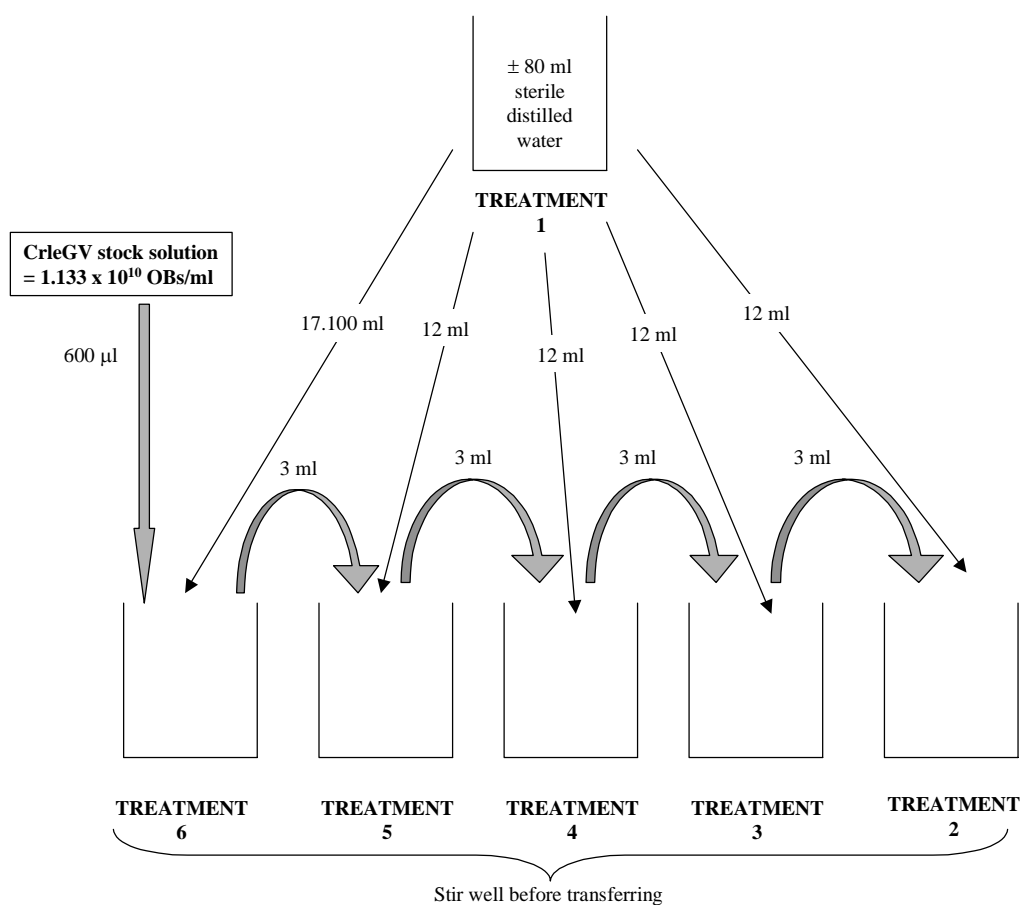 ± 80 ml
sterile
distilled
water
TREATMENT
1
CrleGV stock solution
= 1.133 x 10¹⁰ OBs/ml
600 µl
17.100 ml
12 ml
12 ml
12 ml
12 ml
3 ml
3 ml
3 ml
3 ml
TREATMENT
6
TREATMENT
5
TREATMENT
4
TREATMENT
3
TREATMENT
2
Stir well before transferring